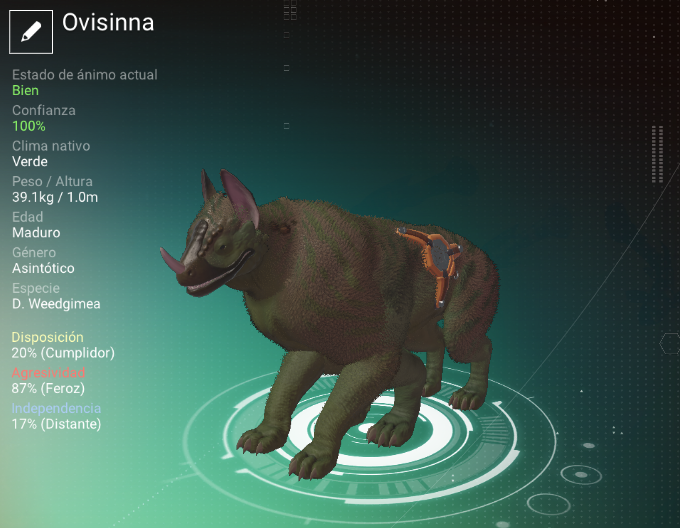 Ovisinna
Estado de ánimo actual
Bien
Confianza
100%
Clima nativo
Verde
Peso / Altura
39.1kg / 1.0m
Edad
Maduro
Género
Asintótico
Especie
D. Weedgimea
Disposición
20% (Cumplidor)
Agresividad
87% (Feroz)
Independencia
17% (Distante)